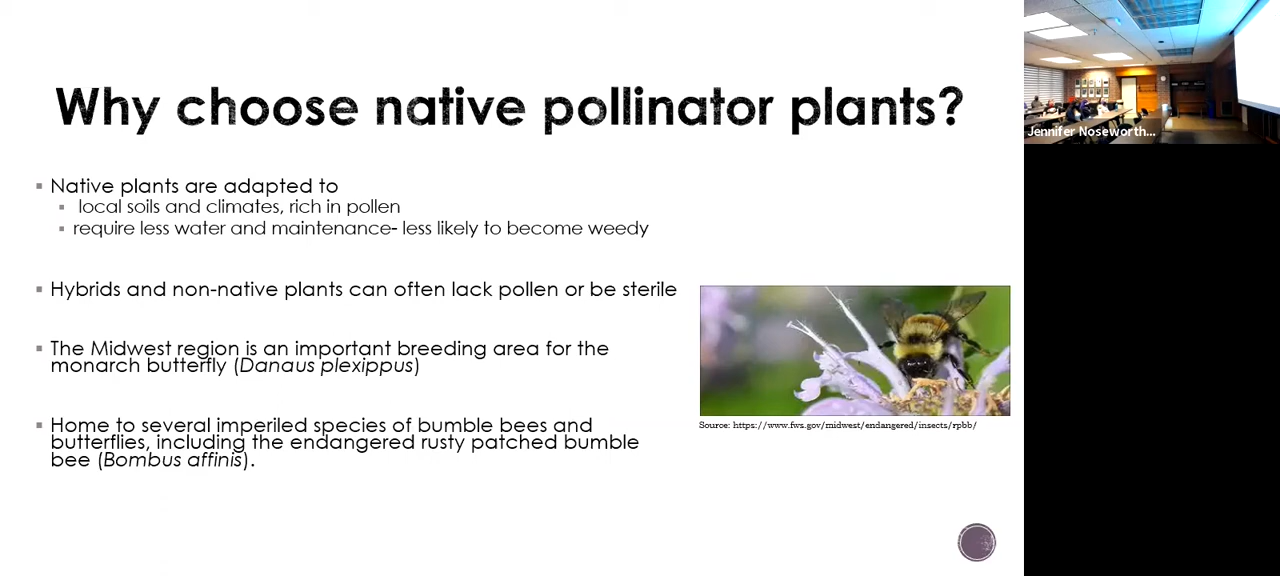 Why choose native pollinator plants?
Native plants are adapted to
local soils and climates, rich in pollen
require less water and maintenance- less likely to become weedy
Hybrids and non-native plants can often lack pollen or be sterile
The Midwest region is an important breeding area for the
monarch butterfly (Danaus plexippus)
Home to several imperiled species of bumble bees and
butterflies, including the endangered rusty patched bumble
bee (Bombus affinis).
Source: https://www.fws.gov/midwest/endangered/insects/rpbb/
Jennifer Noseworth...